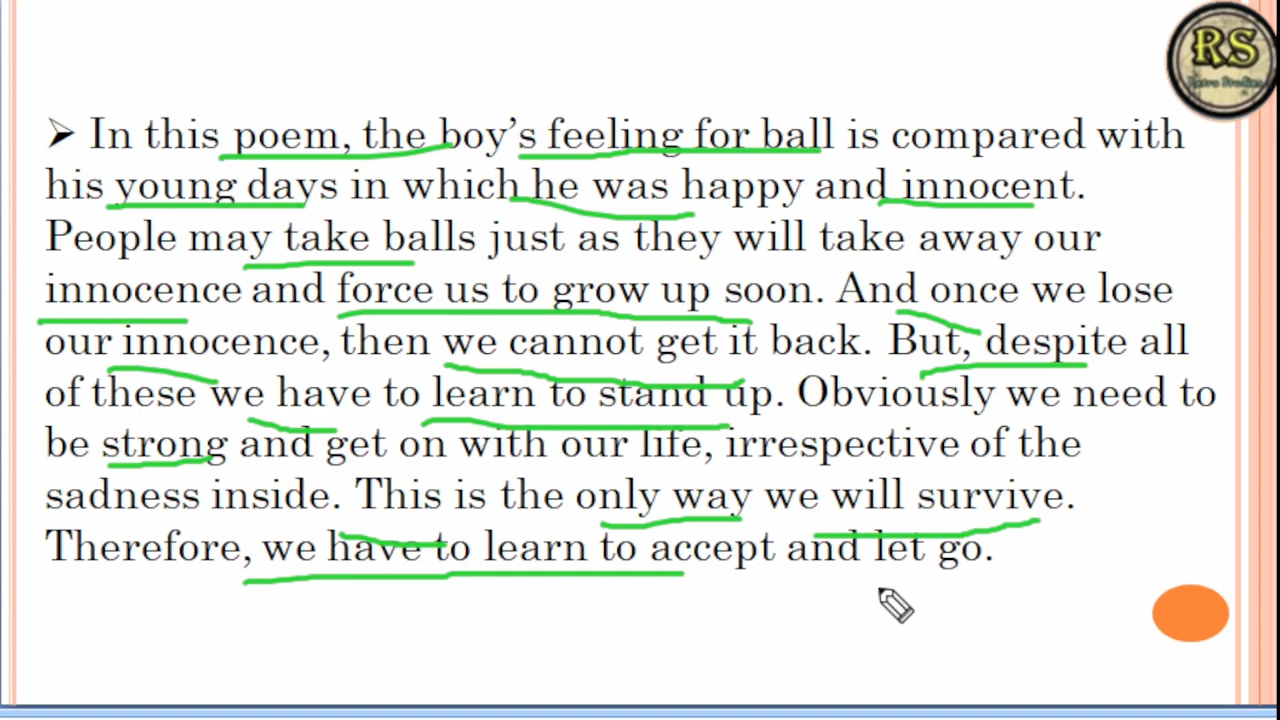 RS
Retro Studies
➢ In this poem, the boy's feeling for ball is compared with
his young days in which he was happy and innocent.
People may take balls just as they will take away our
innocence and force us to grow up soon. And once we lose
our innocence, then we cannot get it back. But, despite all
of these we have to learn to stand up. Obviously we need to
be strong and get on with our life, irrespective of the
sadness inside. This is the only way we will survive.
Therefore, we have to learn to accept and let go.